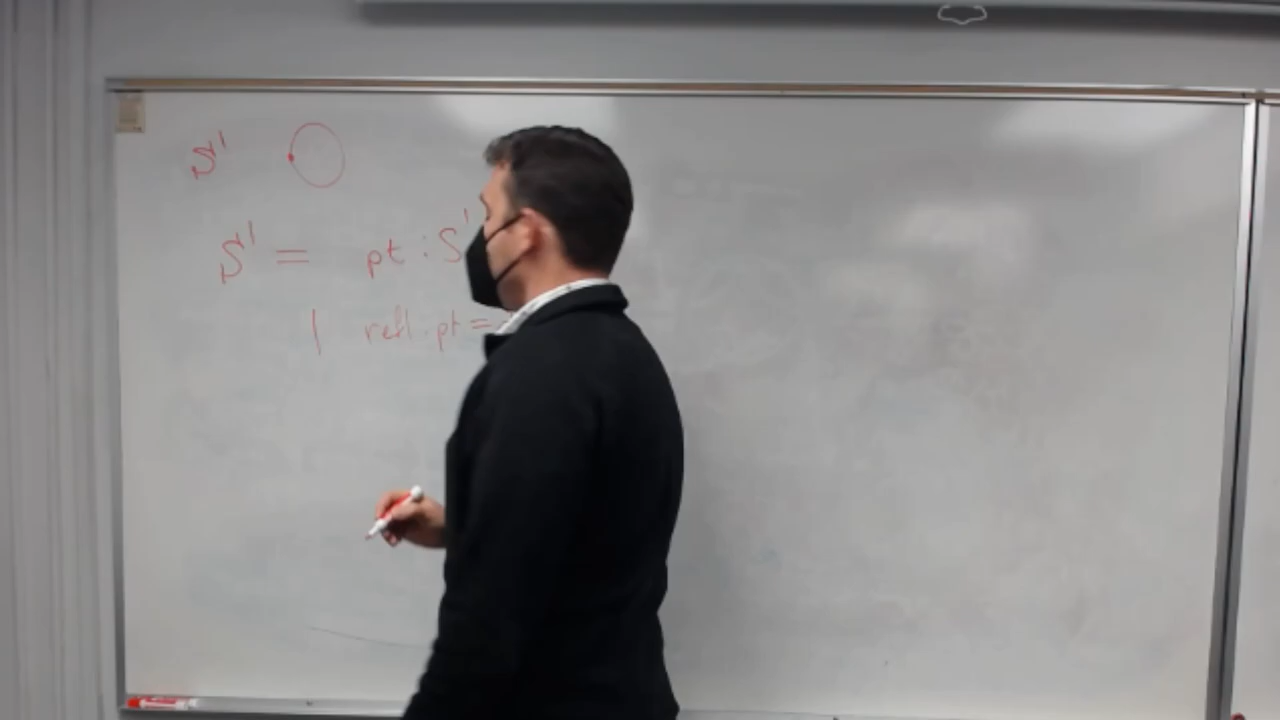 S¹
S¹ = pt : S¹
| refl : pt =